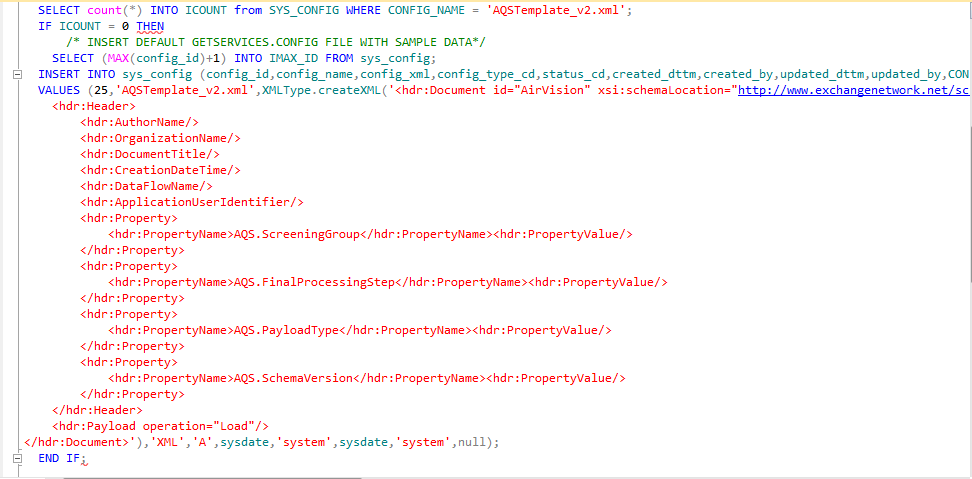 SELECT count(*) INTO ICOUNT from SYS_CONFIG WHERE CONFIG_NAME = 'AQSTemplate_v2.xml';
IF ICOUNT = 0 THEN
/* INSERT DEFAULT GETSERVICES.CONFIG FILE WITH SAMPLE DATA*/
SELECT (MAX(config_id)+1) INTO IMAX_ID FROM sys_config;
INSERT INTO sys_config (config_id,config_name,config_xml,config_type_cd,status_cd,created_dttm,created_by,updated_dttm,updated_by,CON
VALUES (25,'AQSTemplate_v2.xml',XMLType.createXML('<hdr:Document id="AirVision" xsi:schemaLocation="http://www.exchangenetwork.net/sc
<hdr:Header>
<hdr:AuthorName/>
<hdr:OrganizationName/>
<hdr:DocumentTitle/>
<hdr:CreationDateTime/>
<hdr:DataFlowName/>
<hdr:ApplicationUserIdentifier/>
<hdr:Property>
<hdr:PropertyName>AQS.ScreeningGroup</hdr:PropertyName><hdr:PropertyValue/>
</hdr:Property>
<hdr:Property>
<hdr:PropertyName>AQS.FinalProcessingStep</hdr:PropertyName><hdr:PropertyValue/>
</hdr:Property>
<hdr:Property>
<hdr:PropertyName>AQS.PayloadType</hdr:PropertyName><hdr:PropertyValue/>
</hdr:Property>
<hdr:Property>
<hdr:PropertyName>AQS.SchemaVersion</hdr:PropertyName><hdr:PropertyValue/>
</hdr:Property>
</hdr:Header>
<hdr:Payload operation="Load"/>
</hdr:Document>'),'XML','A',sysdate,'system',sysdate,'system',null);
END IF;